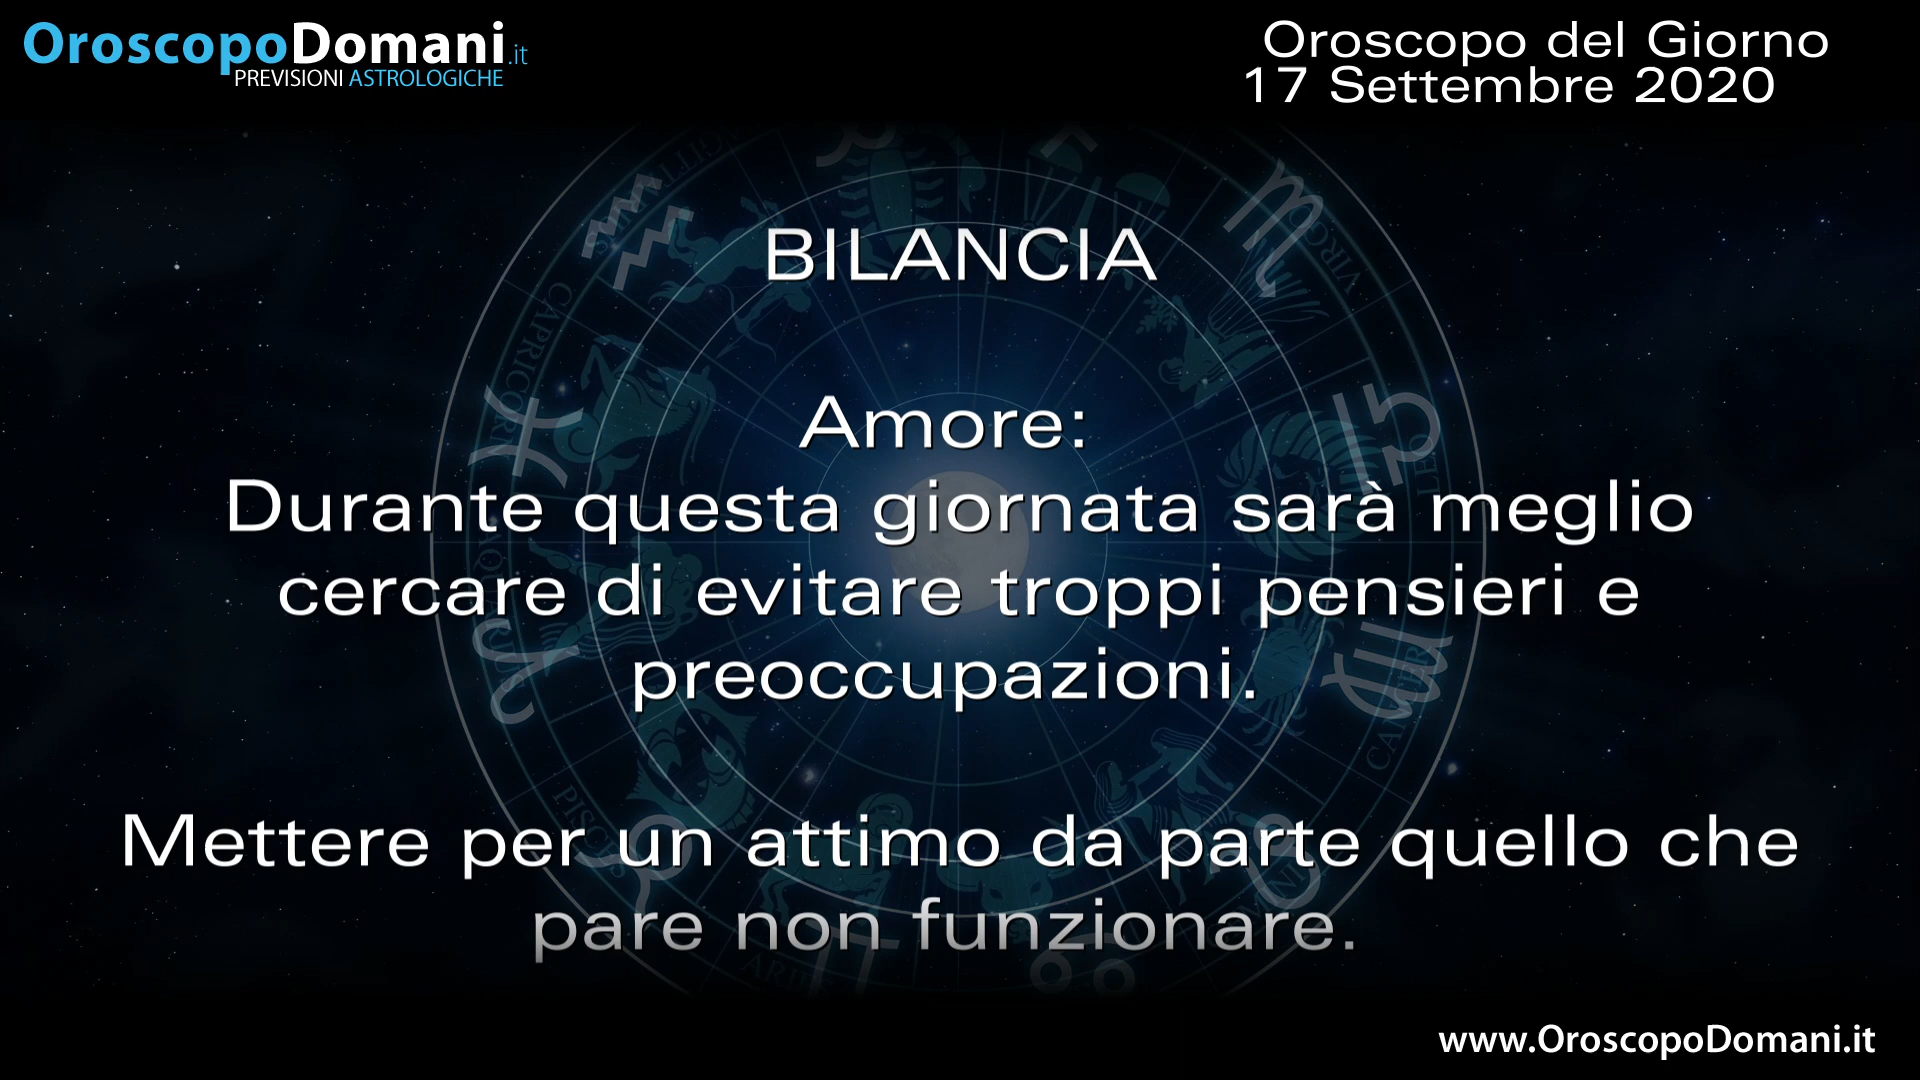 OroscopoDomani.it
PREVISIONI ASTROLOGICHE
Oroscopo del Giorno
17 Settembre 2020
BILANCIA
Amore:
Durante questa giornata sarà meglio
cercare di evitare troppi pensieri e
preoccupazioni.
Mettere per un attimo da parte quello che
pare non funzionare.
www.OroscopoDomani.it